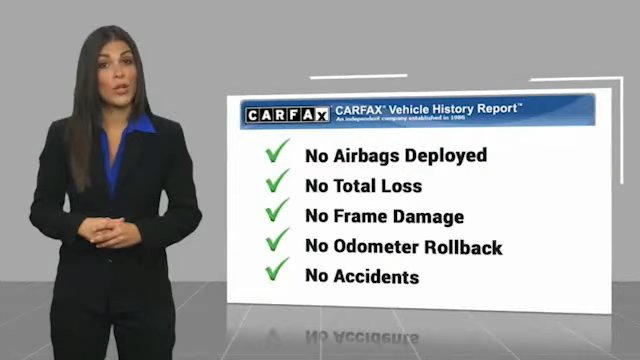 CARFAX CARFAX® Vehicle History Report™
An independent company established in 1986
No Airbags Deployed
No Total Loss
No Frame Damage
No Odometer Rollback
No Accidents